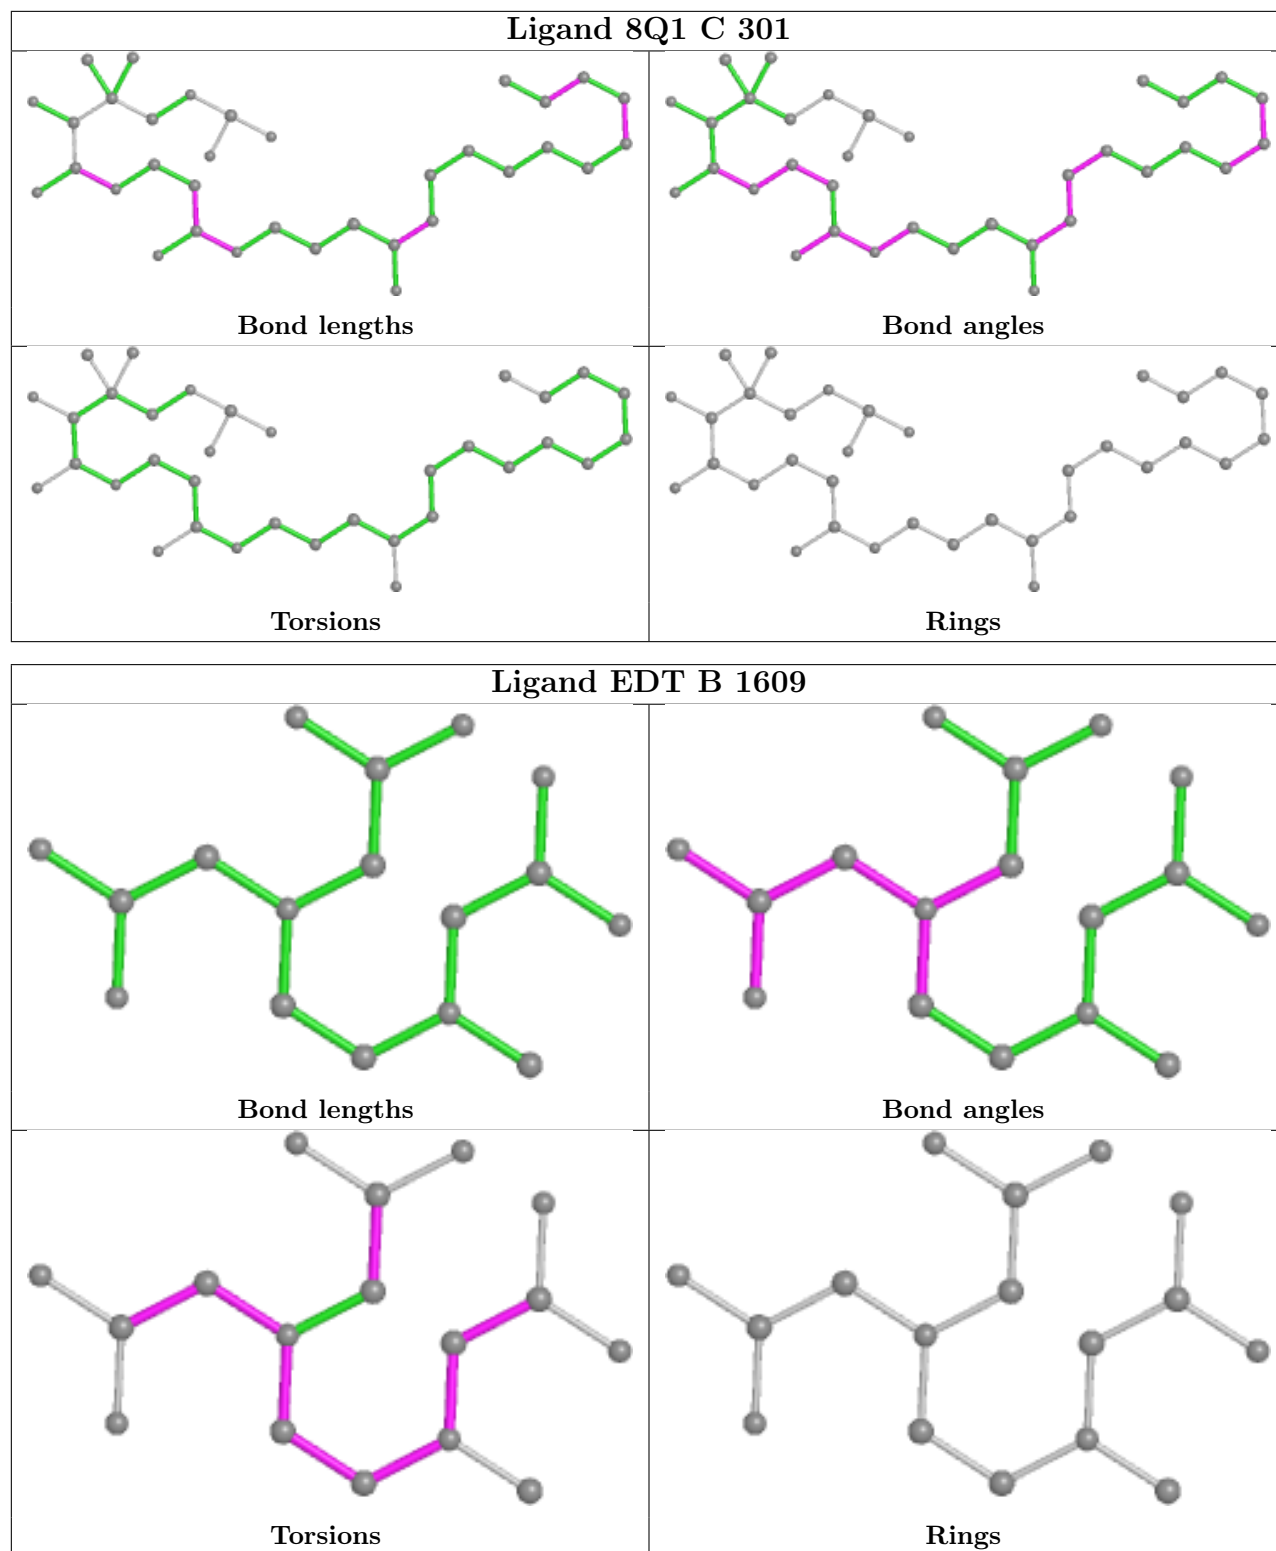 Ligand 8Q1 C 301
Bond lengths
Bond angles
Torsions
Rings
Ligand EDT B 1609
Bond lengths
Bond angles
Torsions
Rings